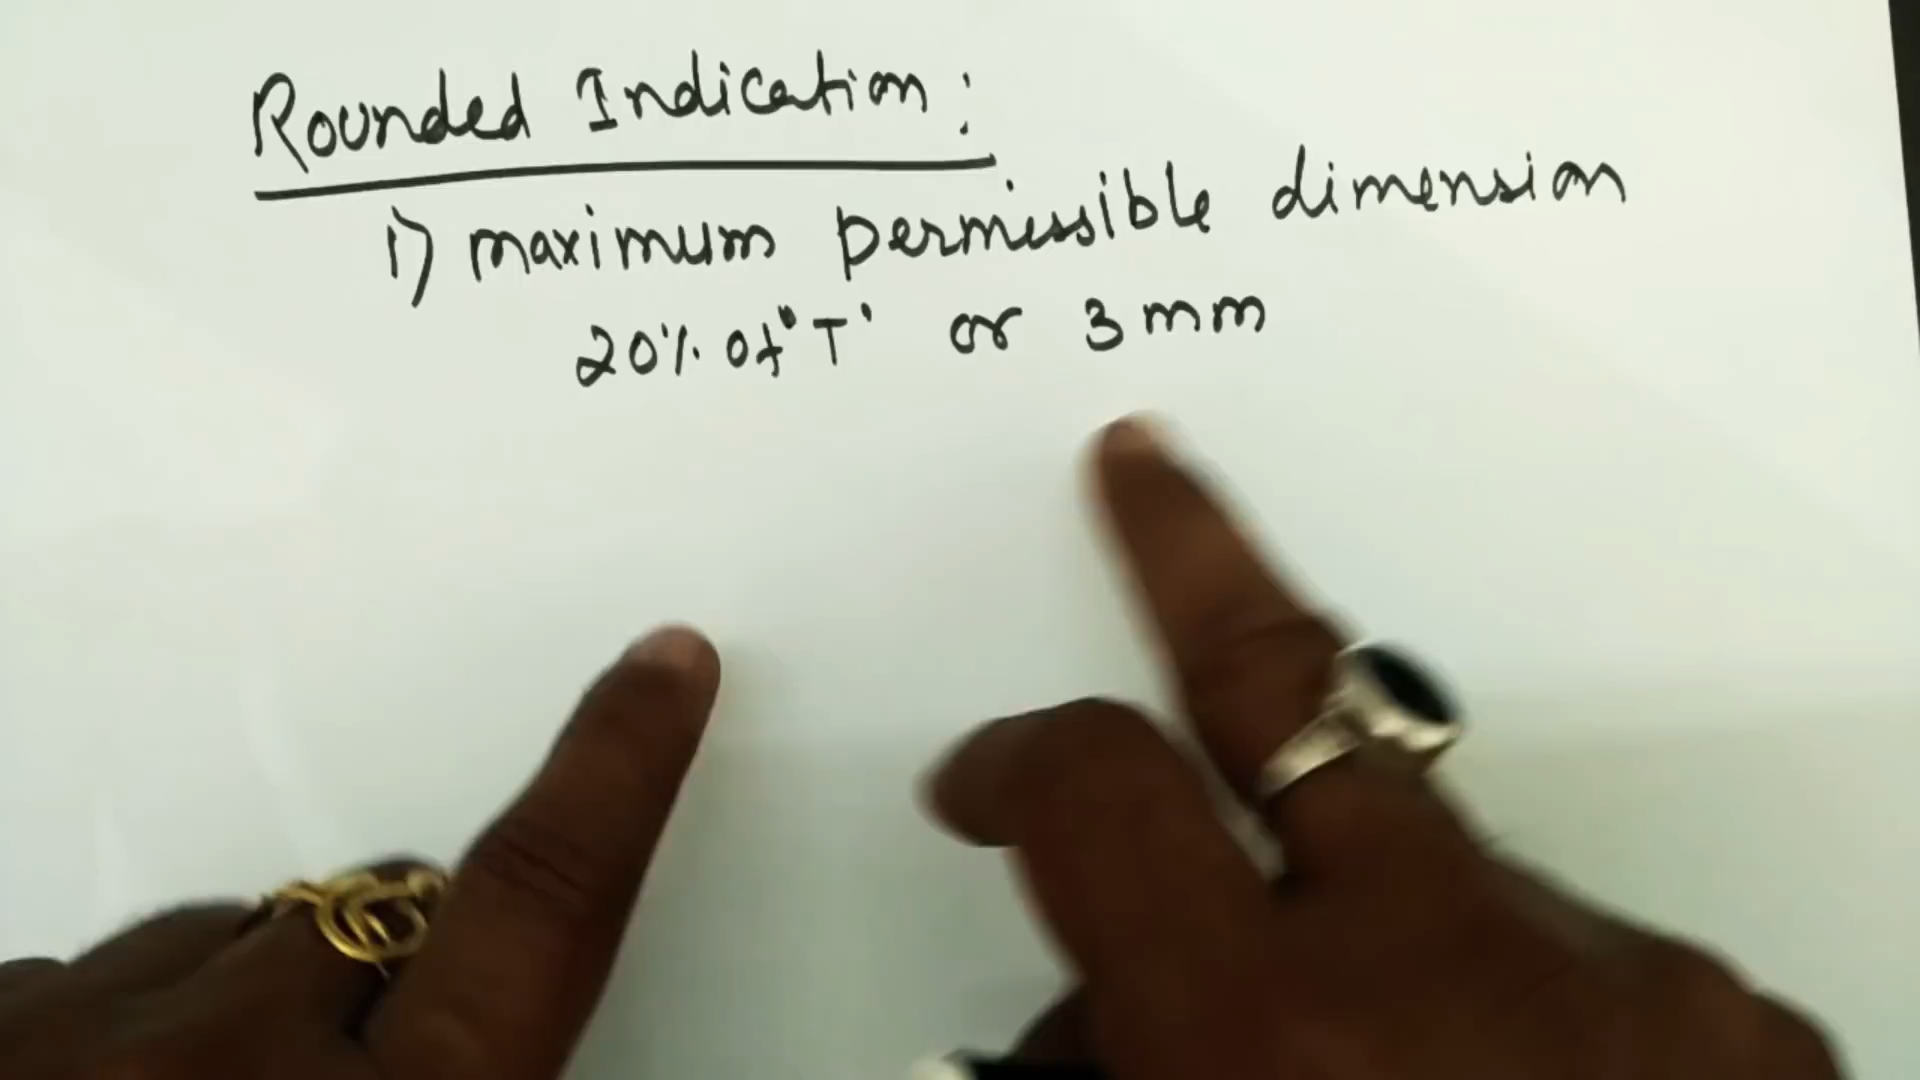 Rounded Indication:
1) maximum permissible dimension
20% of "T" or 3mm